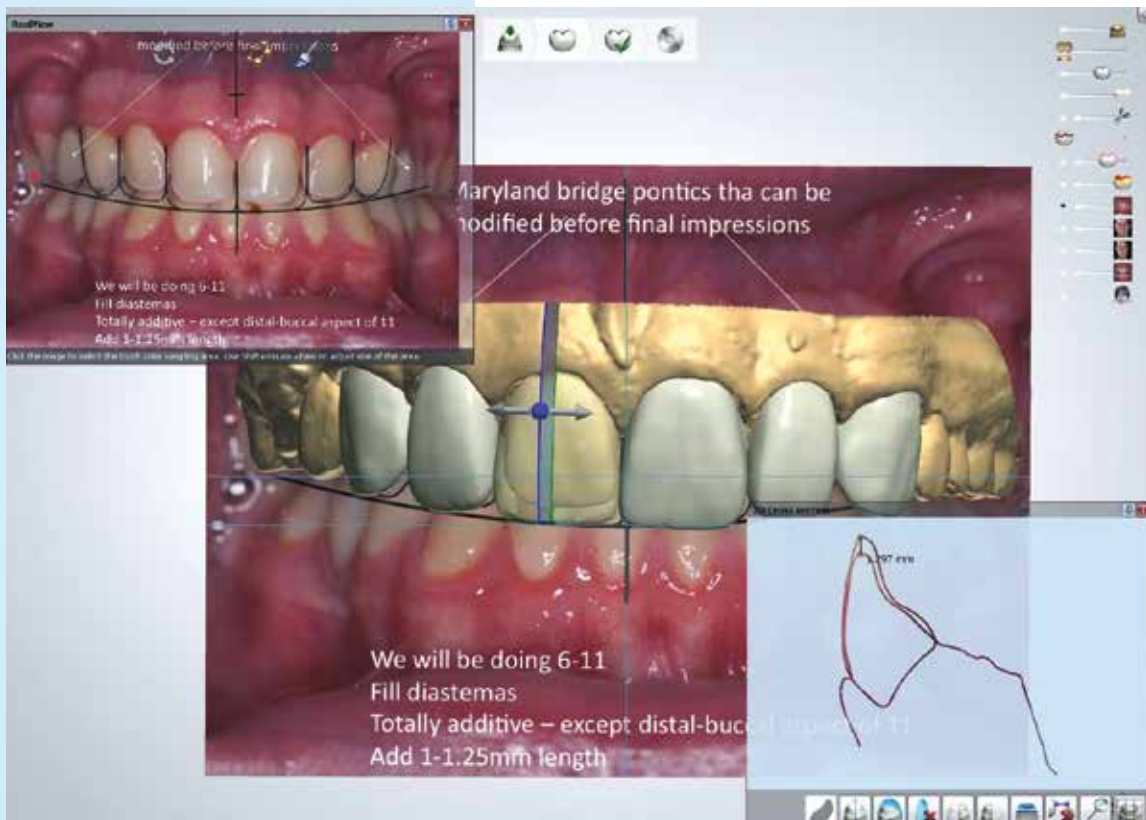 RealView
modified before final impressions
We will be doing 6-11
Fill diastemas
Totally additive – except distal-buccal aspect of 11
Add 1-1.25mm length
Maryland bridge pontics tha can be
modified before final impressions
We will be doing 6-11
Fill diastemas
Totally additive – except distal-buccal aspect of 11
Add 1-1.25mm length